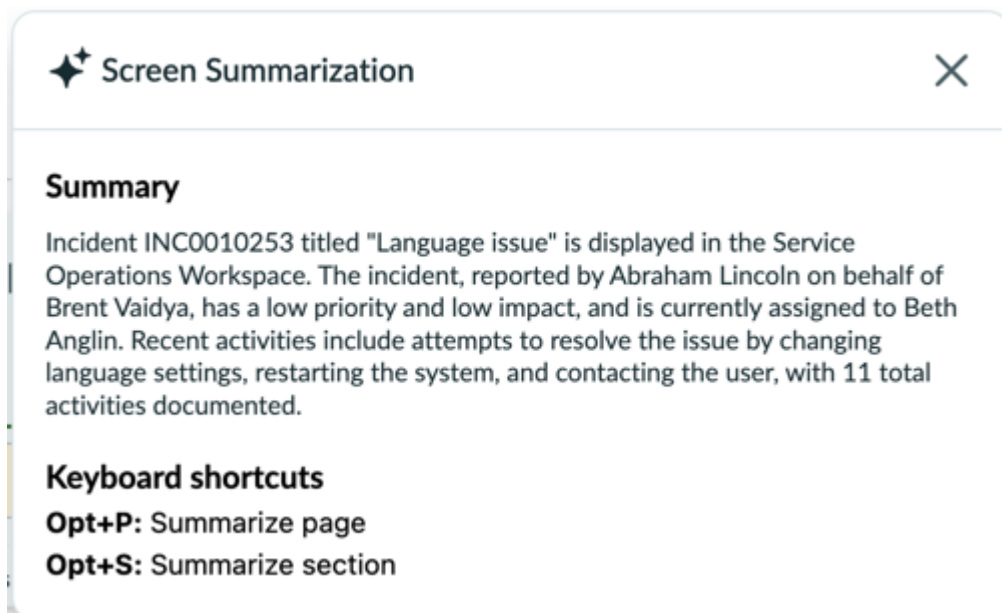 Screen Summarization
Summary
Incident INC0010253 titled "Language issue" is displayed in the Service
Operations Workspace. The incident, reported by Abraham Lincoln on behalf of
Brent Vaidya, has a low priority and low impact, and is currently assigned to Beth
Anglin. Recent activities include attempts to resolve the issue by changing
language settings, restarting the system, and contacting the user, with 11 total
activities documented.
Keyboard shortcuts
Opt+P: Summarize page
Opt+S: Summarize section